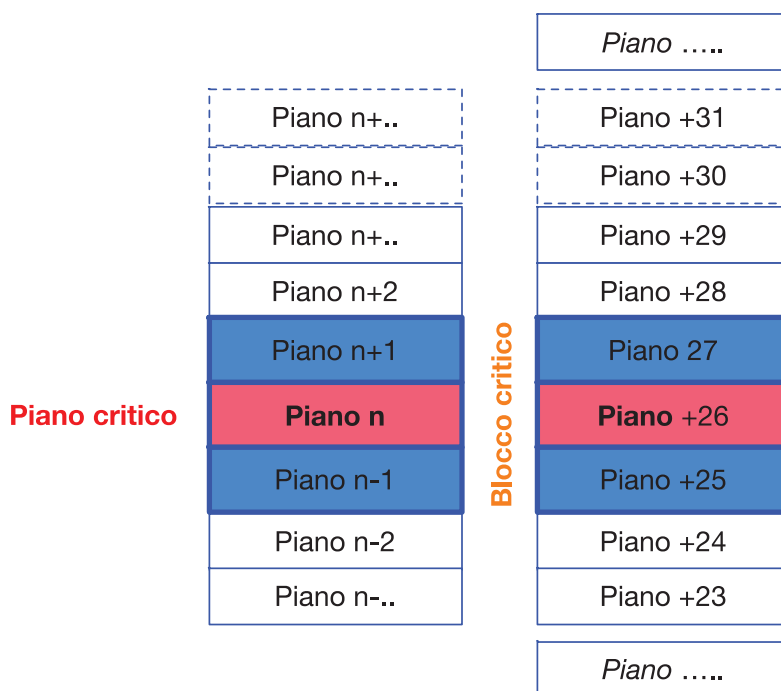 Piano …..
Piano n+..
Piano +31
Piano n+..
Piano +30
Piano n+..
Piano +29
Piano n+2
Piano +28
Piano n+1
Piano 27
Piano critico
Piano n
Blocco critico
Piano +26
Piano n-1
Piano +25
Piano n-2
Piano +24
Piano n-..
Piano +23
Piano …..